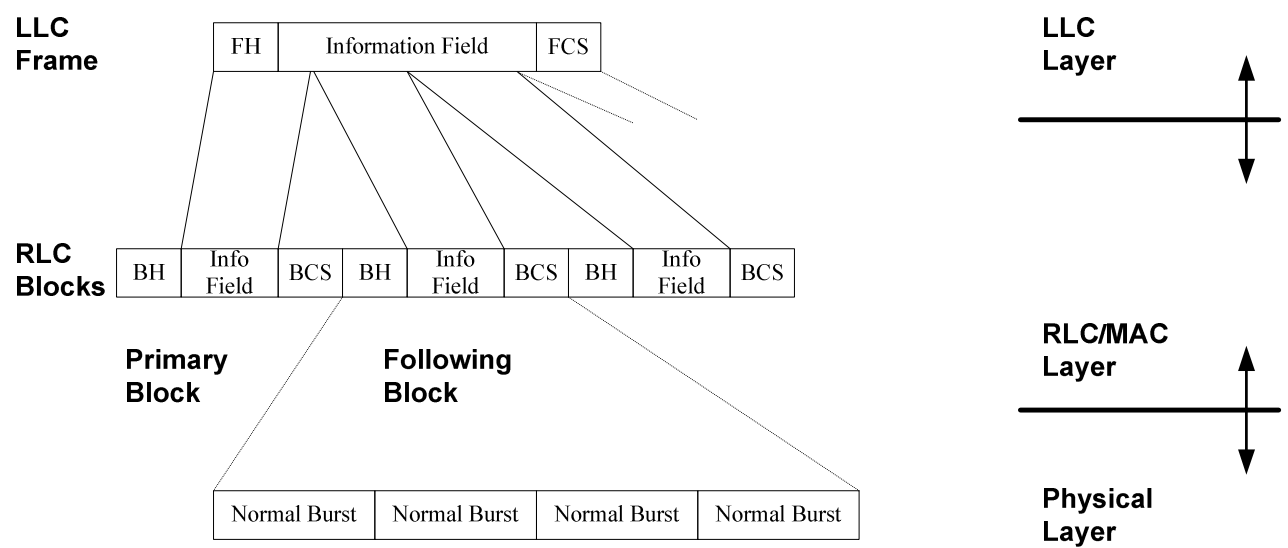 LLC
Frame
FH
Information Field
FCS
LLC
Layer
RLC
Blocks
BH
Info
Field
BCS
BH
Info
Field
BCS
BH
Info
Field
BCS
Primary
Block
Following
Block
RLC/MAC
Layer
Normal Burst
Normal Burst
Normal Burst
Normal Burst
Physical
Layer